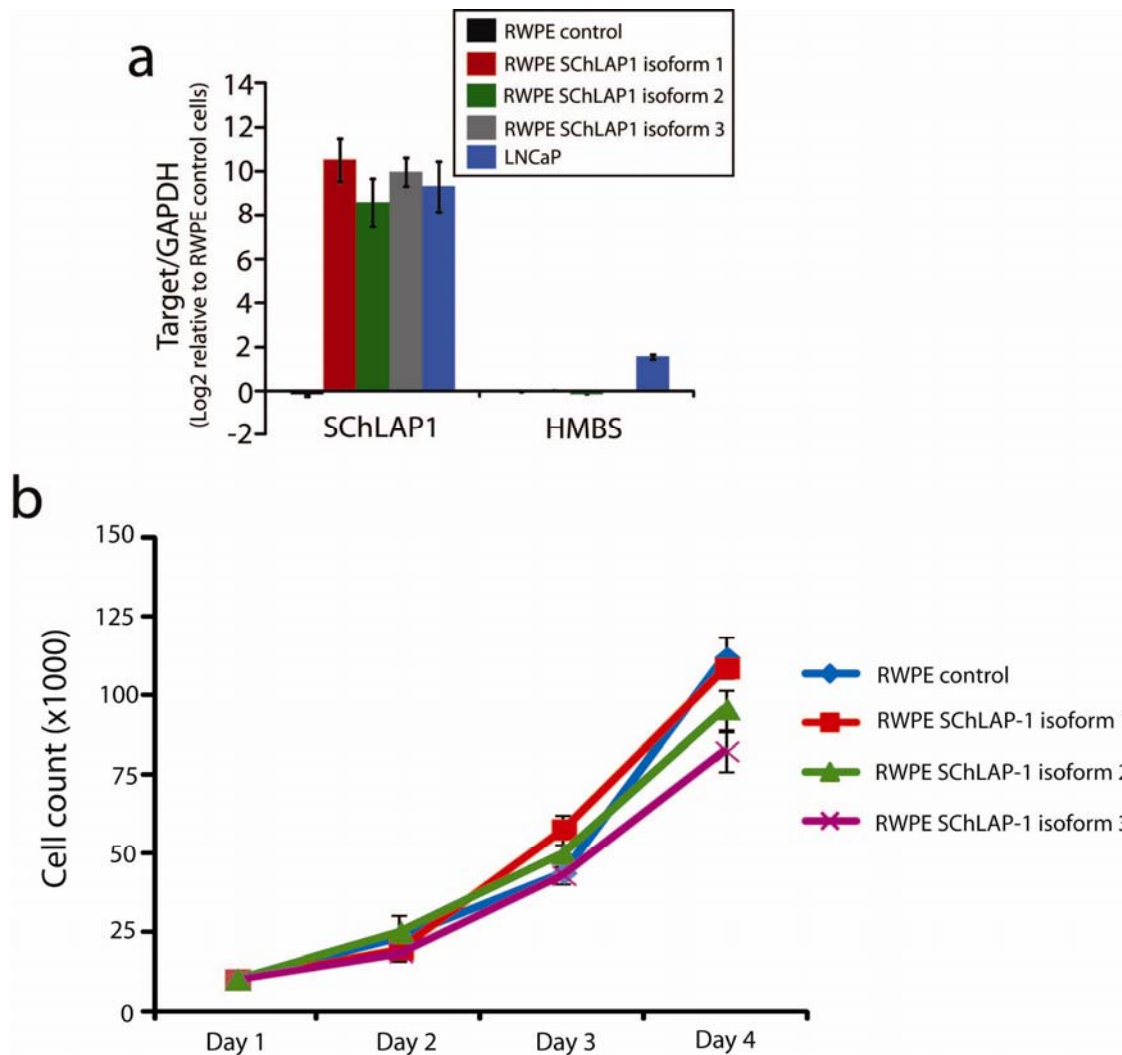 a
RWPE control
RWPE SChLAP1 isoform 1
RWPE SChLAP1 isoform 2
RWPE SChLAP1 isoform 3
LNCaP
Target/GAPDH
(Log2 relative to RWPE control cells)
14
12
10
8
6
4
2
0
-2
SChLAP1
HMBS
b
Cell count (x1000)
150
125
100
75
50
25
0
Day 1
Day 2
Day 3
Day 4
RWPE control
RWPE SChLAP-1 isoform
RWPE SChLAP-1 isoform 2
RWPE SChLAP-1 isoform 3